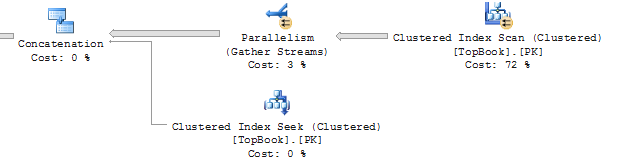 Concatenation
Cost: 0 %
Parallelism
(Gather Streams)
Cost: 3 %
Clustered Index Scan (Clustered)
[TopBook].[PK]
Cost: 72 %
Clustered Index Seek (Clustered)
[TopBook].[PK]
Cost: 0 %